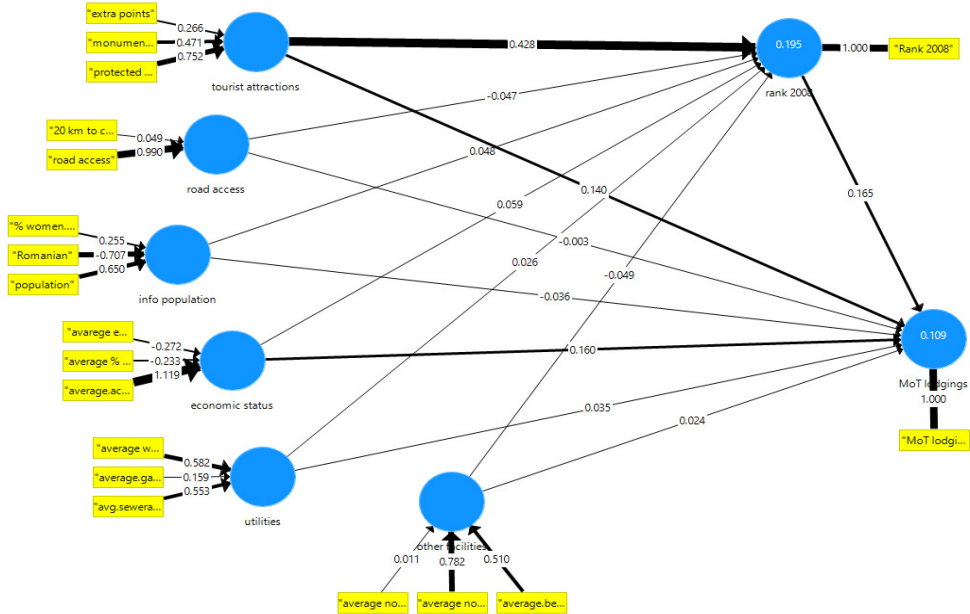 "extra points"
0.266
"monumen...
0.471
"protected ...
0.752
tourist attractions
0.428
0.195
1.000
"Rank 2008"
rank 2008
"20 km to c...
0.049
"road access"
0.990
road access
-0.047
0.048
0.140
0.165
0.059
"% women....
0.255
"Romanian"
-0.707
"population"
0.650
info population
-0.003
0.026
-0.049
-0.036
"avarege e...
-0.272
"average % ...
-0.233
"average.ac...
1.119
economic status
0.160
0.109
MoT lodgings
1.000
"MoT lodgi...
0.035
0.024
"average w...
0.582
"average.ga...
0.159
"avg.sewera...
0.553
utilities
other facilities
0.011
0.782
0.510
"average no...
"average no...
"average.be...